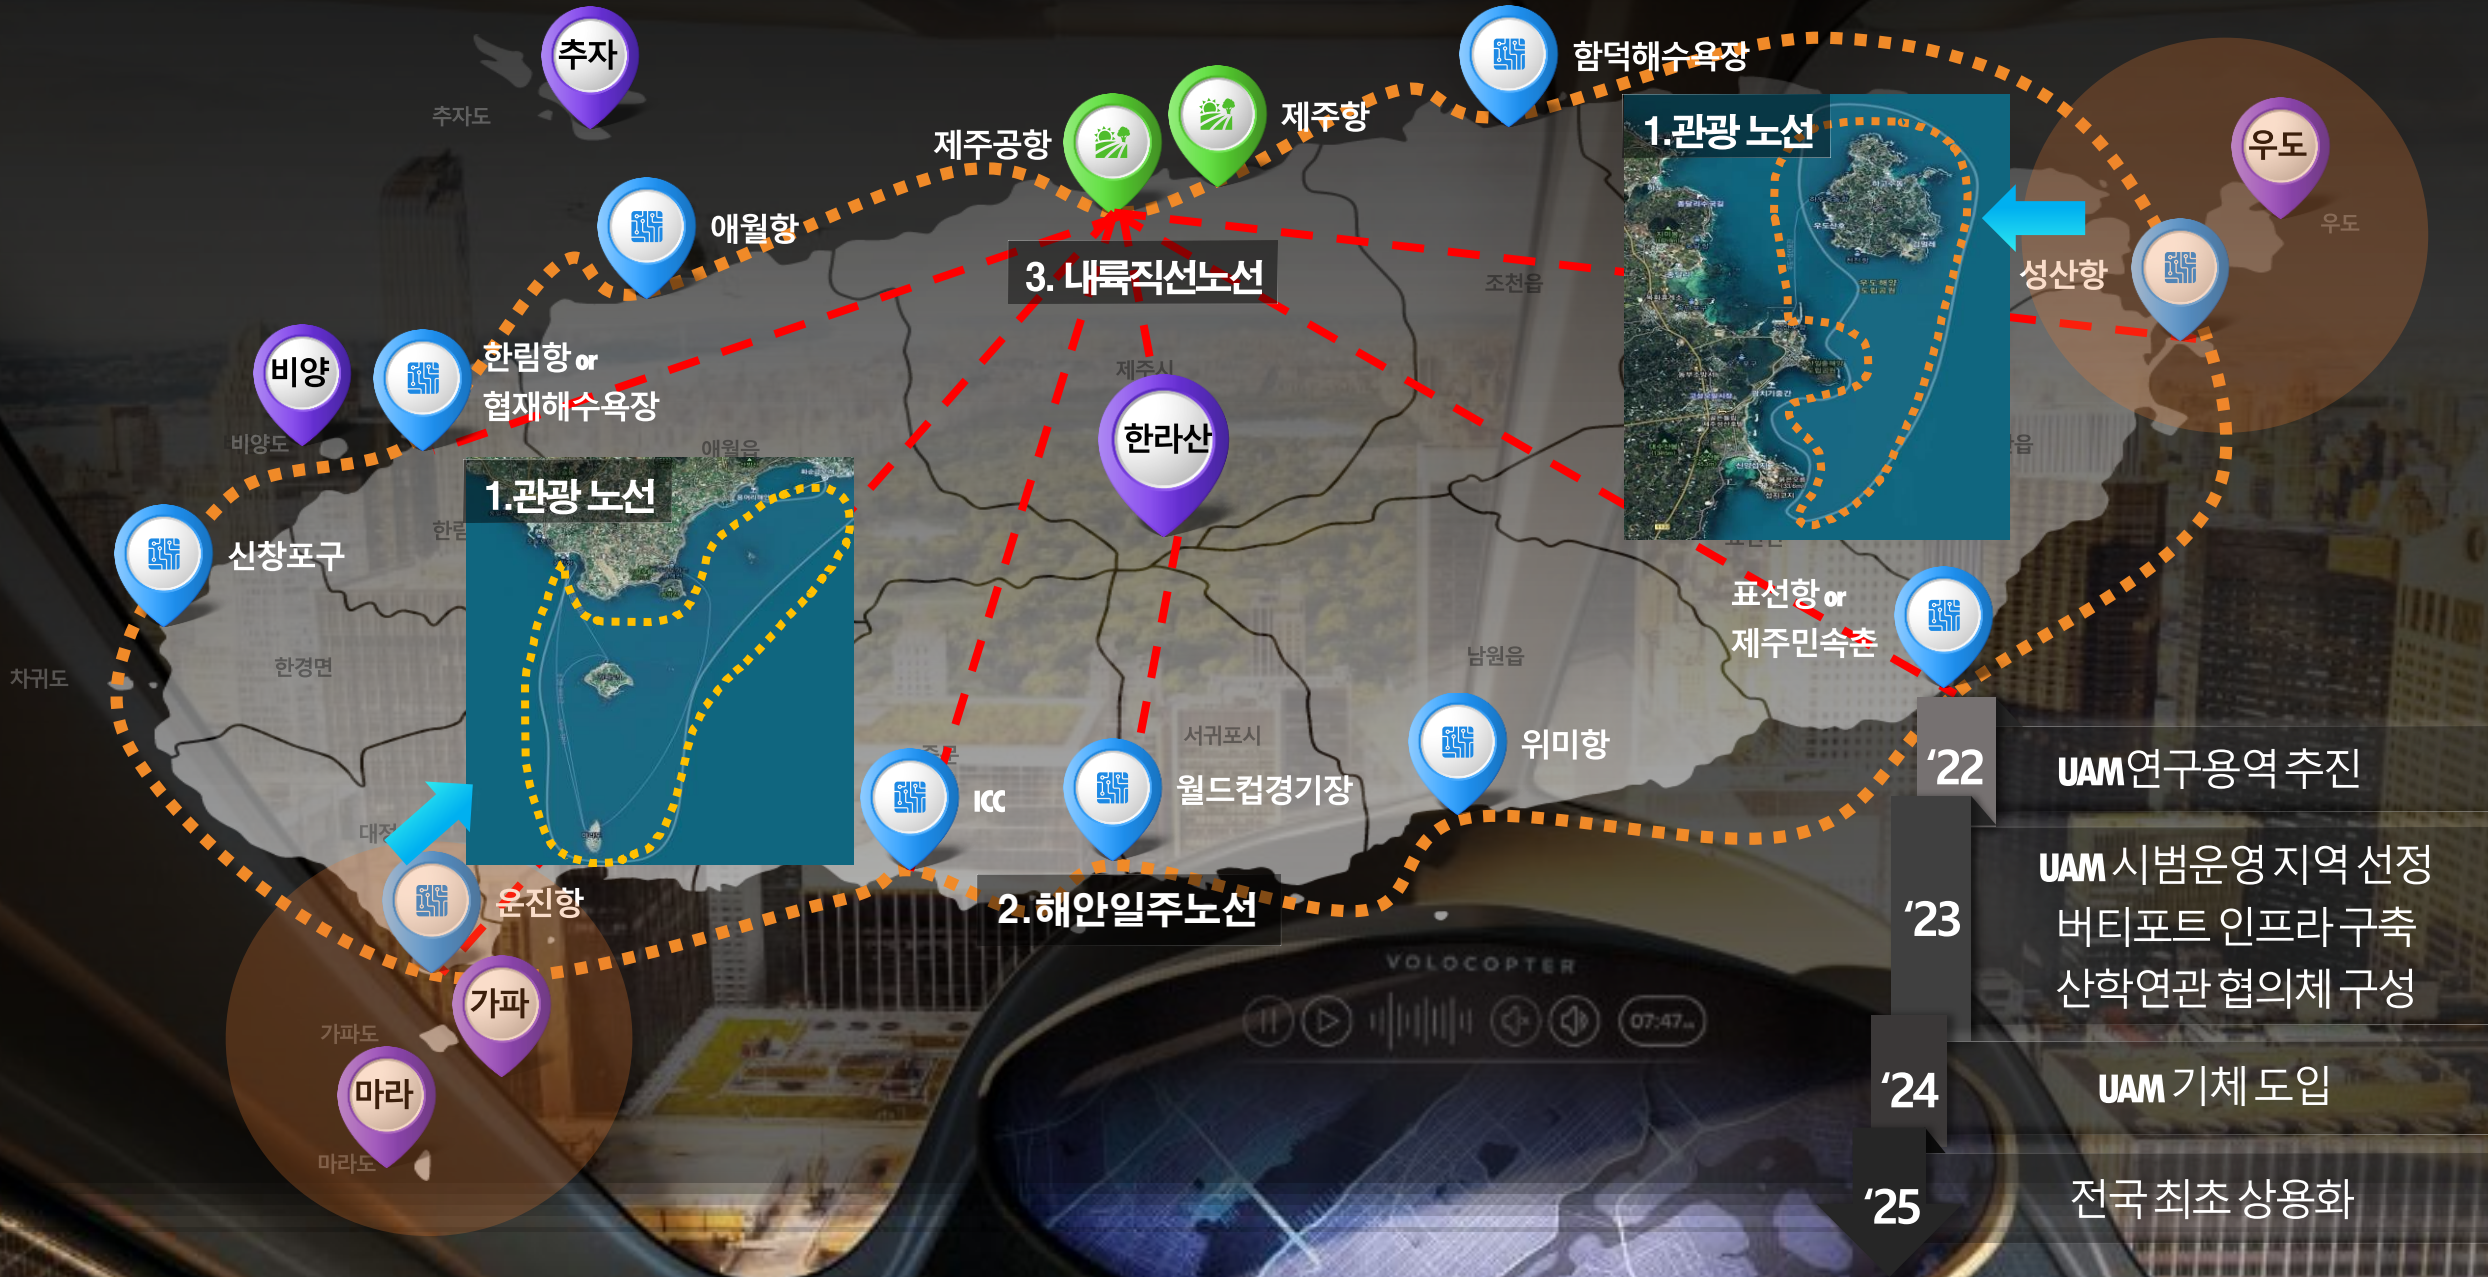 추자
추자도
함덕해수욕장
제주항
제주공항
1.관광 노선
우도
우도
애월항
성산항
3. 내륙직선노선
조천읍
한림항 or
협재해수욕장
비양
비양도
제주시
한라산
애월읍
1.관광 노선
신창포구
표선항 or
제주민속촌
한경면
차귀도
남원읍
서귀포시
위미항
ICC
월드컵경기장
운진항
2.해안일주노선
가파
가파도
마라
마라도
VOLOCOPTER
07:47
‘22
UAM연구용역 추진
‘23
UAM 시범운영 지역 선정
버티포트 인프라 구축
산학연관 협의체 구성
‘24
UAM 기체 도입
‘25
전국 최초 상용화